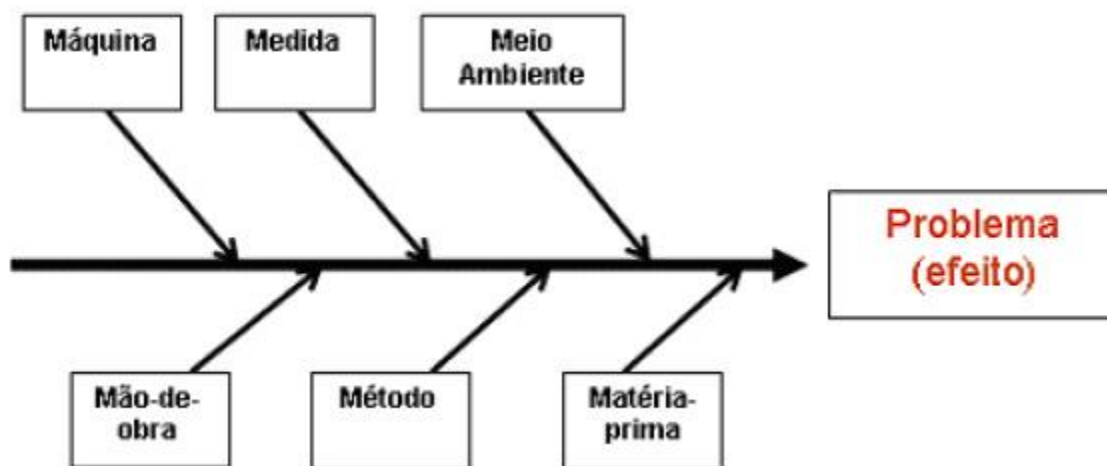 Máquina
Medida
Meio
Ambiente
Problema
(efeito)
Mão-de-
obra
Método
Matéria-
prima